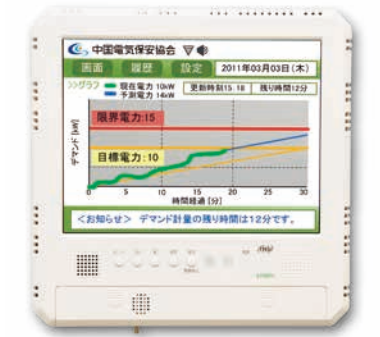 中国電気保安協会
画面 履歴 設定 2011年03月03日(木)
>>グラフ 現在電力 10kW 更新時刻15:18 残り時間12分
予測電力 14kW
限界電力:15
目標電力:10
デマンド [kW]
0 5 10 15 20 25 30
時間経過 [分]
<お知らせ> デマンド計量の残り時間は12分です。